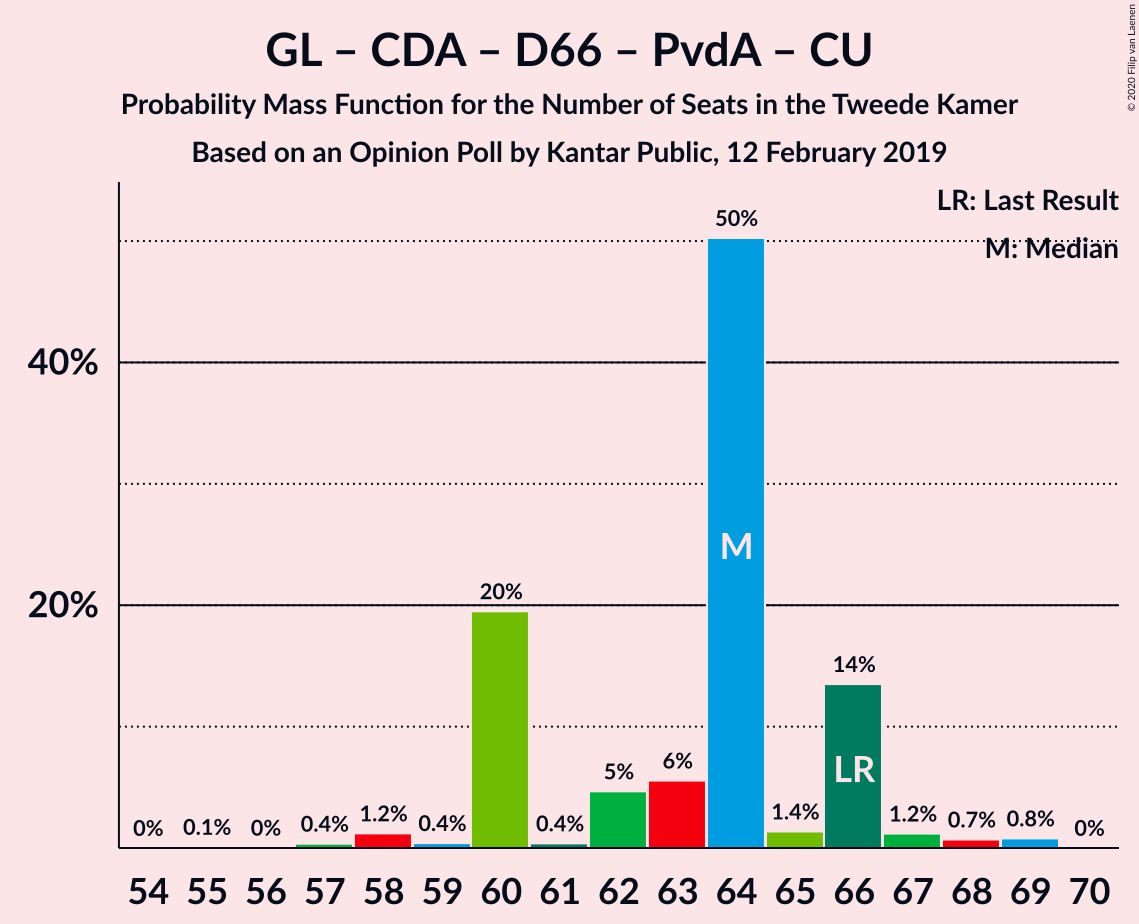 GL – CDA – D66 – PvdA – CU
Probability Mass Function for the Number of Seats in the Tweede Kamer
Based on an Opinion Poll by Kantar Public, 12 February 2019
© 2020 Filip van Laenen
LR: Last Result
M: Median
50%
40%
M
20%
20%
14%
LR
0% 0.1% 0% 0.4% 1.2% 0.4% 0.4% 5% 6% 1.4% 1.2% 0.7% 0.8% 0%
54 55 56 57 58 59 60 61 62 63 64 65 66 67 68 69 70